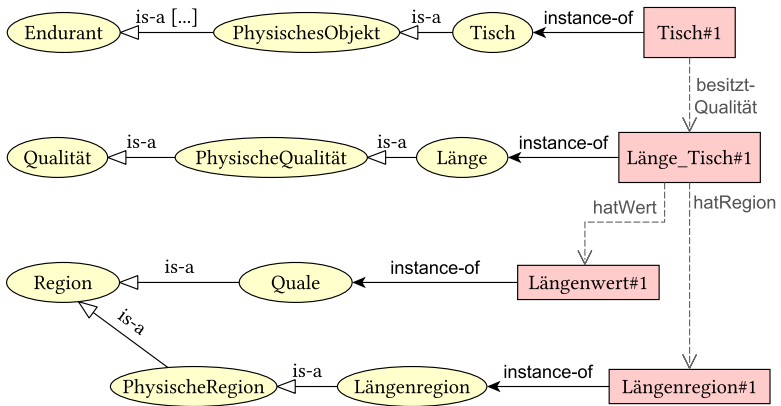 Endurant
is-a [...]
PhysischesObjekt
is-a
Tisch
instance-of
Tisch#1
besitzt-
Qualität
Qualität
is-a
PhysischeQualität
is-a
Länge
instance-of
Länge_Tisch#1
hatWert
hatRegion
Region
is-a
Quale
instance-of
Längenwert#1
is-a
PhysischeRegion
is-a
Längenregion
instance-of
Längenregion#1